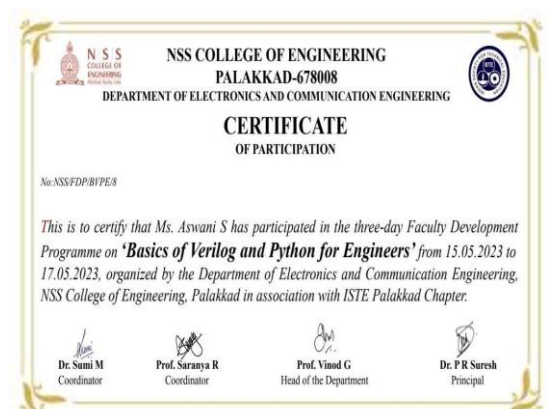 N S S
COLLEGE OF
ENGINEERING
NSS COLLEGE OF ENGINEERING
PALAKKAD-678008
DEPARTMENT OF ELECTRONICS AND COMMUNICATION ENGINEERING
CERTIFICATE
OF PARTICIPATION
No:NSS/FDP/BVPE/8
This is to certify that Ms. Aswani S has participated in the three-day Faculty Development
Programme on ‘Basics of Verilog and Python for Engineers’ from 15.05.2023 to
17.05.2023, organized by the Department of Electronics and Communication Engineering,
NSS College of Engineering, Palakkad in association with ISTE Palakkad Chapter.
Dr. Sumi M
Coordinator
Prof. Saranya R
Coordinator
Prof. Vinod G
Head of the Department
Dr. P R Suresh
Principal